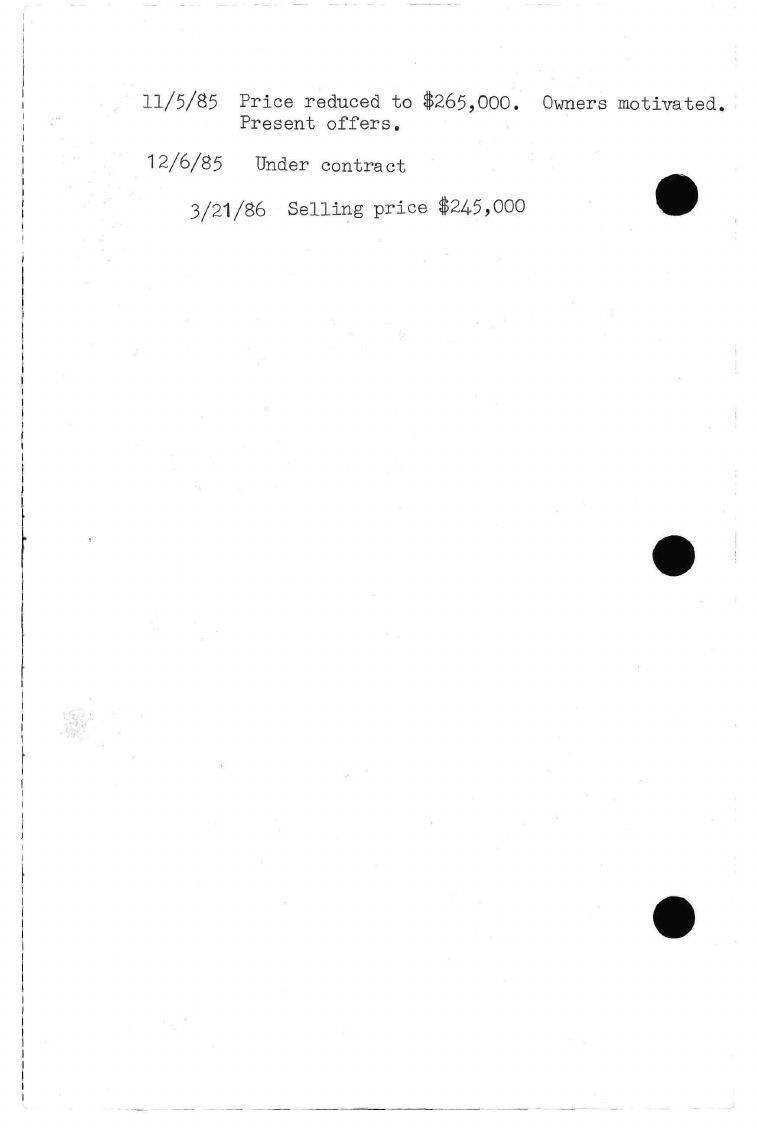 11/5/85 Price reduced to $265,000. Owners motivated.
Present offers.
12/6/85 Under contract
3/21/86 Selling price $245,000